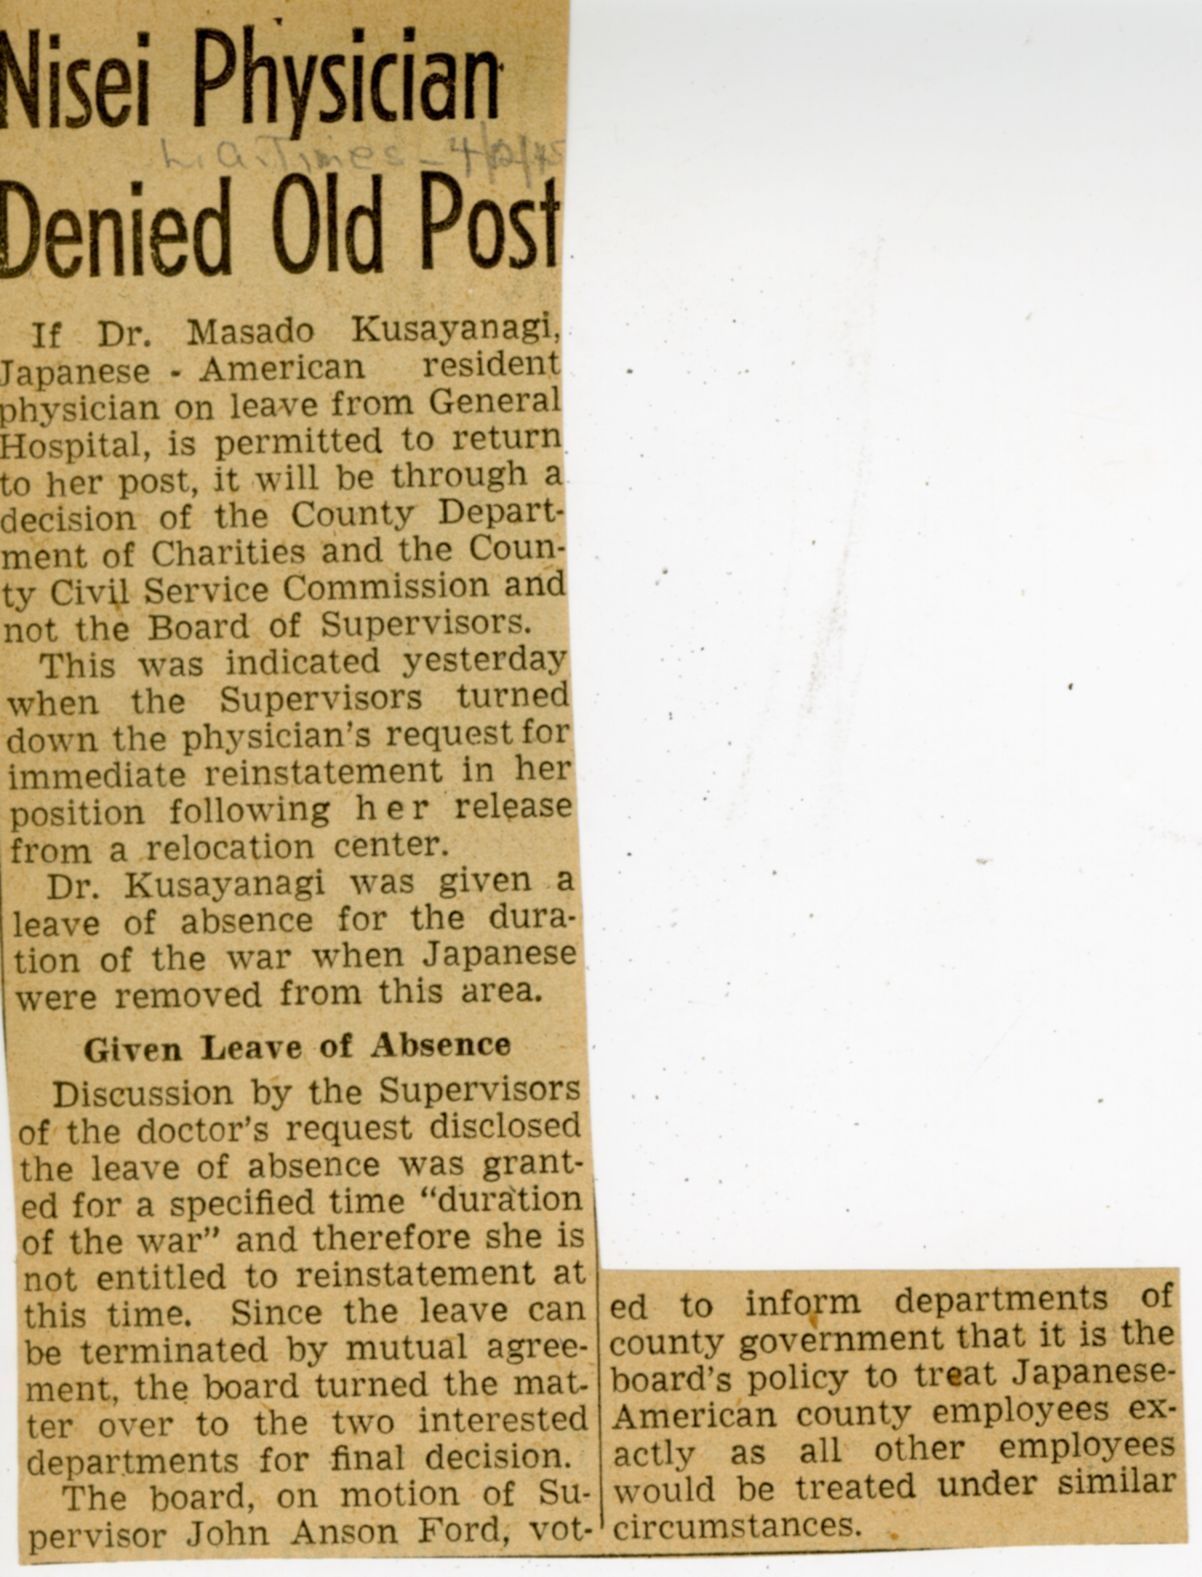 Nisei Physician
L.A. Times - 4/
Denied Old Post
If Dr. Masado Kusayanagi,
Japanese - American resident
physician on leave from General
Hospital, is permitted to return
to her post, it will be through a
decision of the County Depart-
ment of Charities and the Coun-
ty Civil Service Commission and
not the Board of Supervisors.
This was indicated yesterday
when the Supervisors turned
down the physician's request for
immediate reinstatement in her
position following her release
from a relocation center.
Dr. Kusayanagi was given a
leave of absence for the dura-
tion of the war when Japanese
were removed from this area.
Given Leave of Absence
Discussion by the Supervisors
of the doctor's request disclosed
the leave of absence was grant-
ed for a specified time “duration
of the war” and therefore she is
not entitled to reinstatement at
this time. Since the leave can
be terminated by mutual agree-
ment, the board turned the mat-
ter over to the two interested
departments for final decision.
The board, on motion of Su-
pervisor John Anson Ford, vot-
ed to inform departments of
county government that it is the
board's policy to treat Japanese-
American county employees ex-
actly as all other employees
would be treated under similar
circumstances.